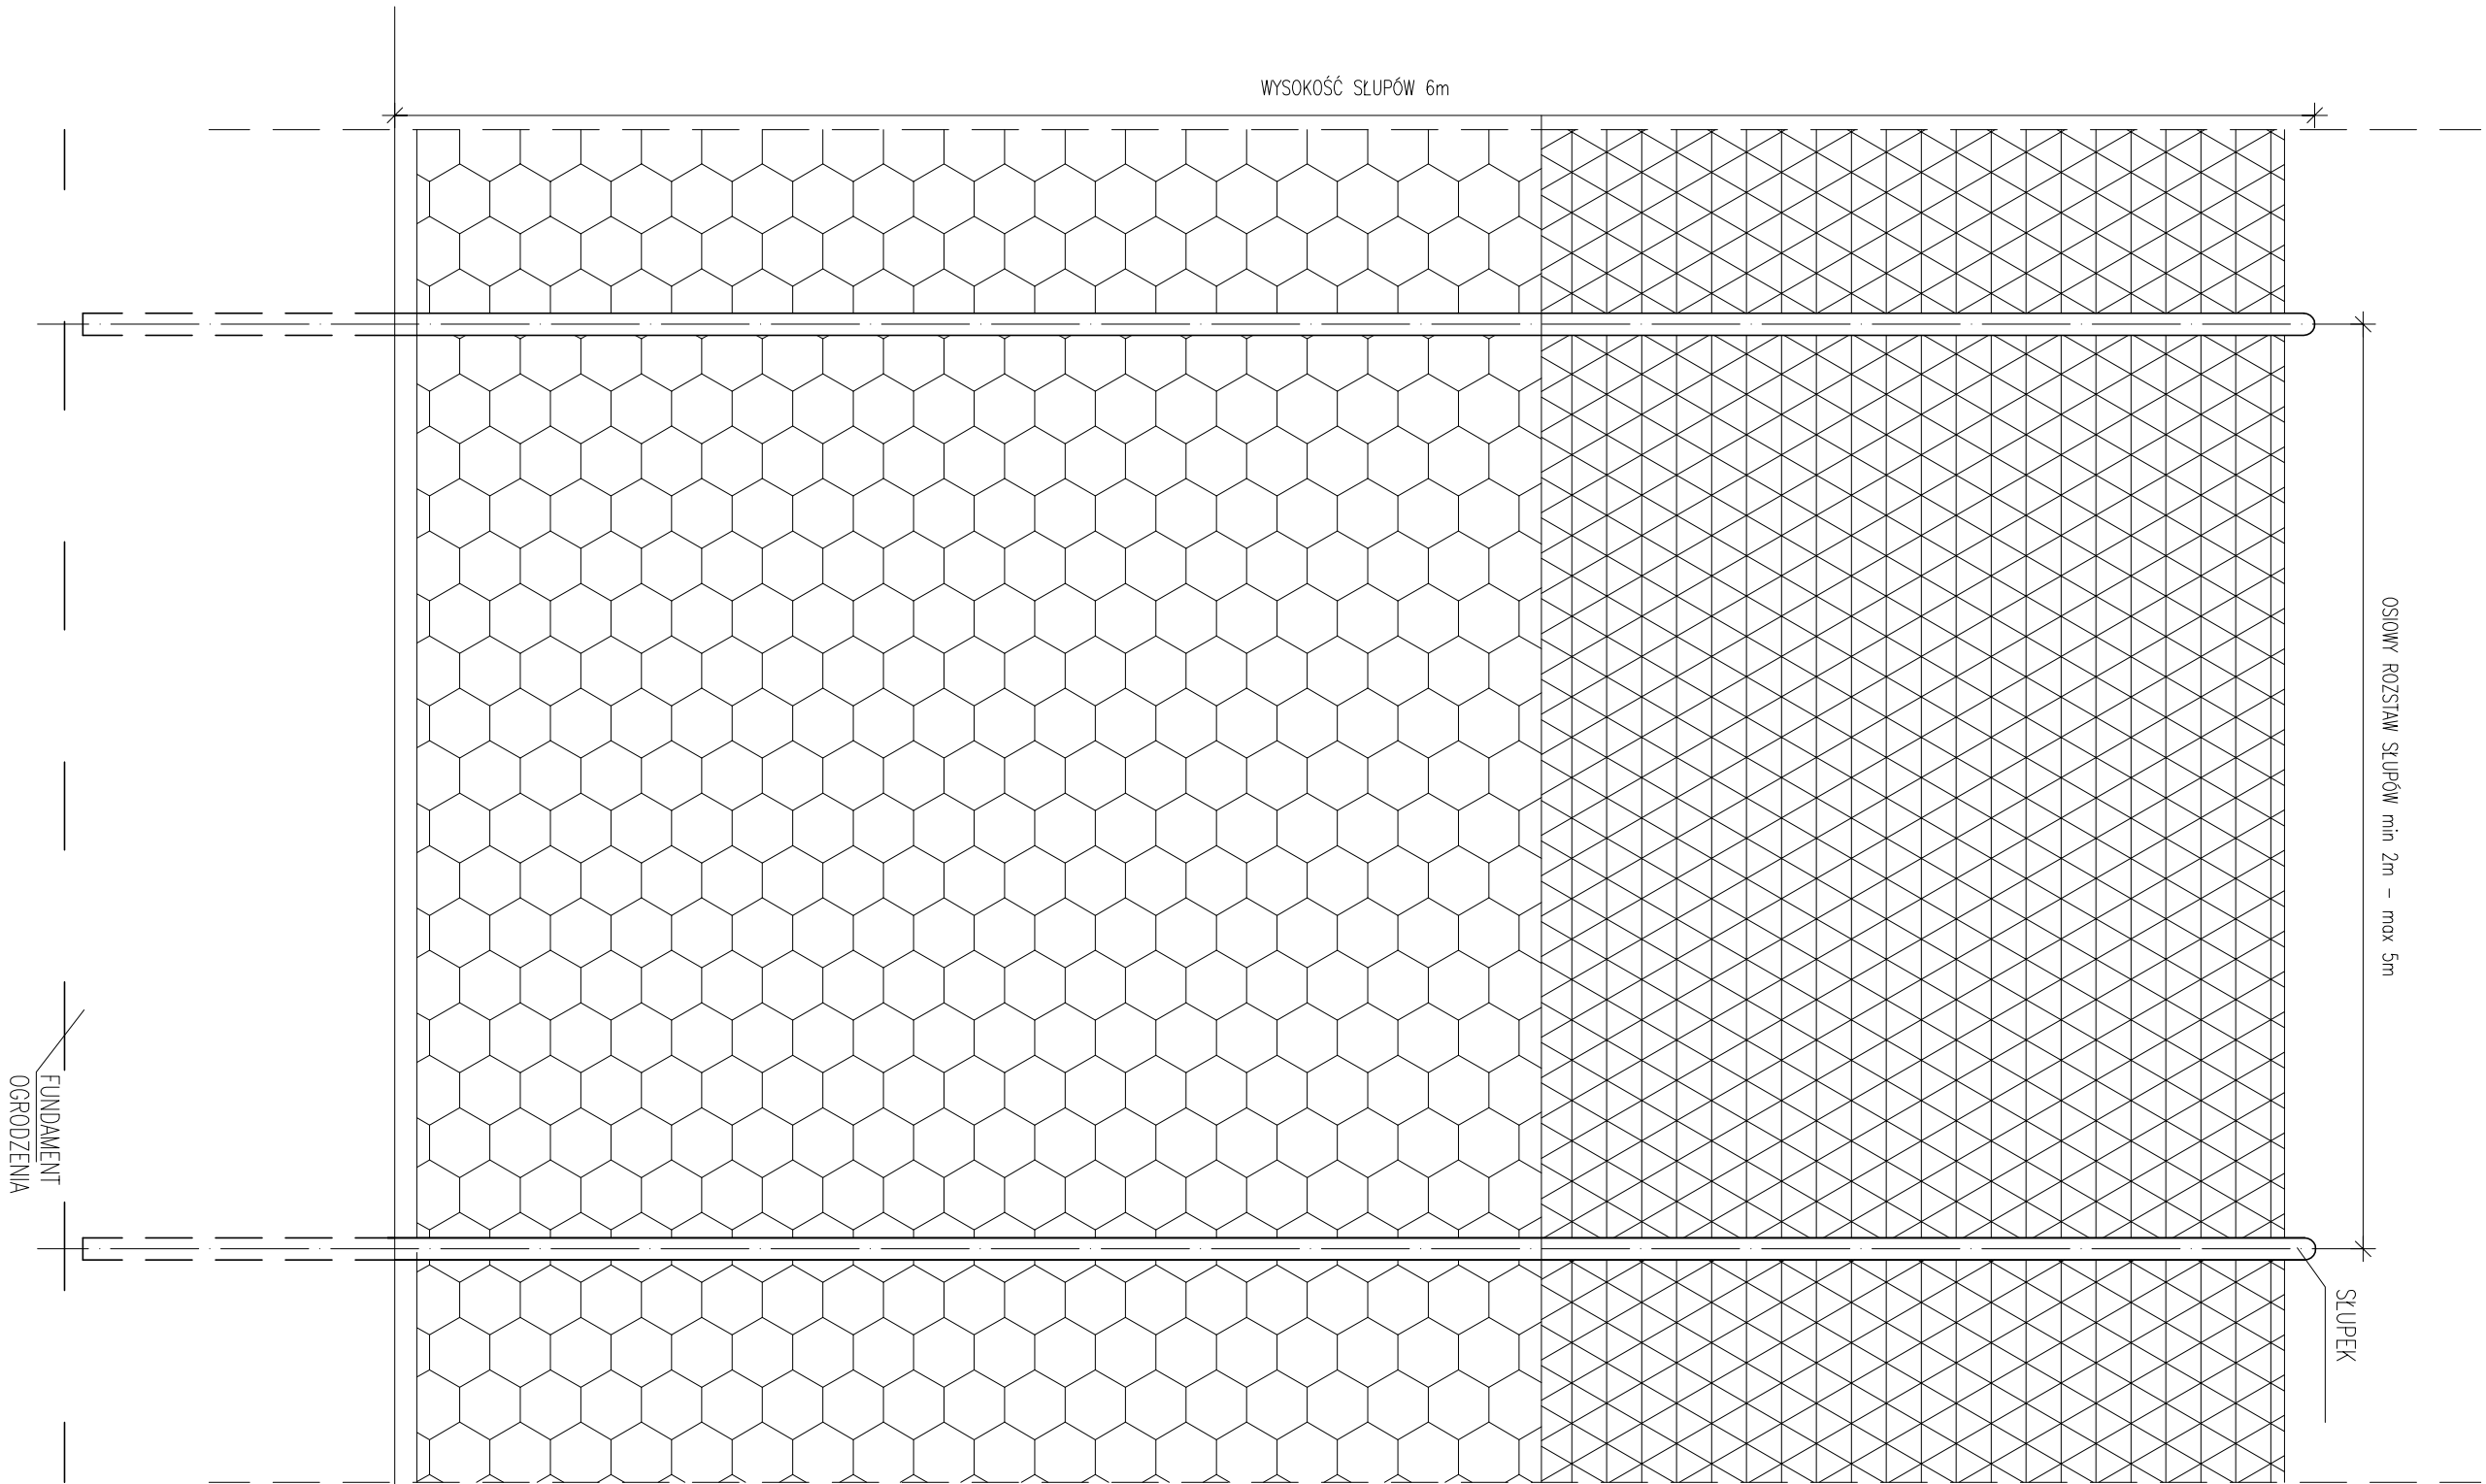 WYSOKOŚĆ SŁUPÓW 6m
OSIOWY ROZSTAW SŁUPÓW min 2m - max 5m
SŁUPEK
FUNDAMENT
OGRODZENIA